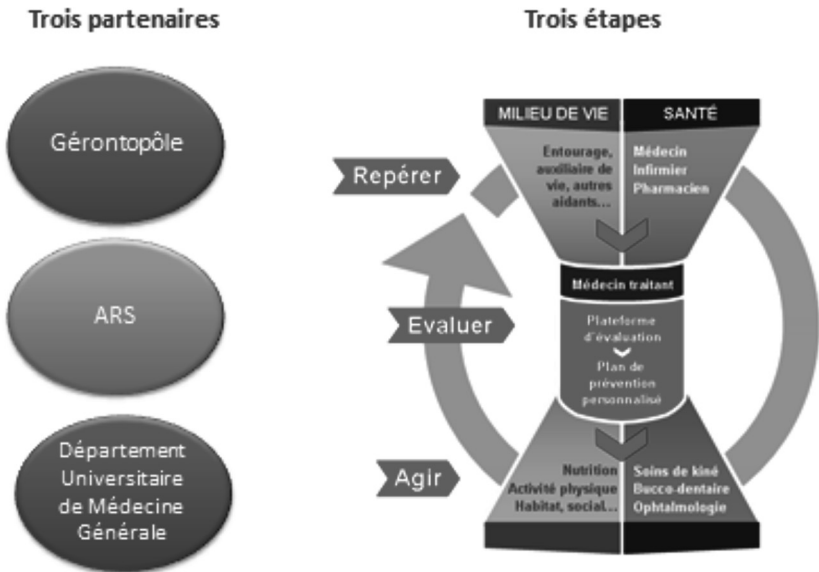 Trois partenaires
Gérontopôle
ARS
Département
Universitaire
de Médecine
Générale
Trois étapes
MILIEU DE VIE
SANTÉ
Repérer
Entourage,
auxiliaire de
vie, autres
aidants...
Médecin
Infirmier
Pharmacien
Médecin traitant
Evaluer
Plateforme
d'évaluation
Plan de
prévention
personnalisé
Agir
Nutrition
Activité physique
Habitat, social...
Soins de kiné
Bucco-dentaire
Ophtalmologie